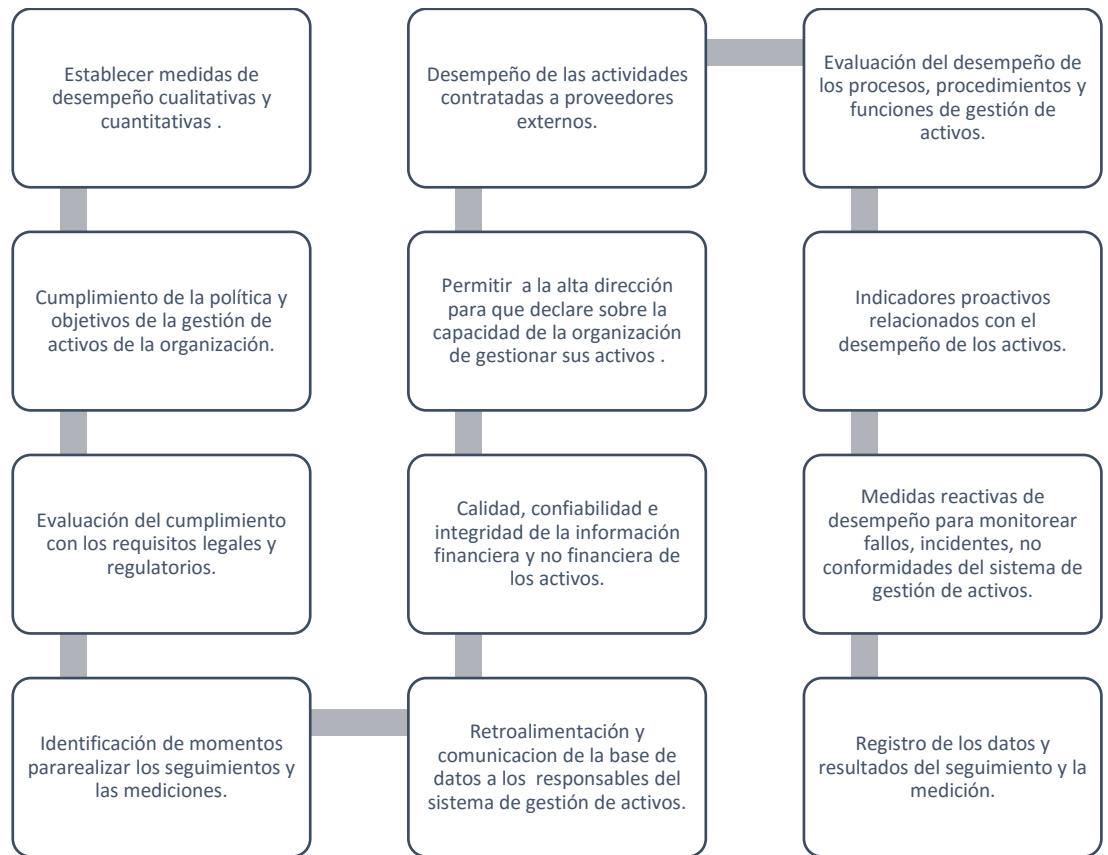 Establecer medidas de
desempeño cualitativas y
cuantitativas .
Cumplimiento de la política y
objetivos de la gestión de
activos de la organización.
Evaluación del cumplimiento
con los requisitos legales y
regulatorios.
Identificación de momentos
pararealizar los seguimientos y
las mediciones.
Retroalimentación y
comunicacion de la base de
datos a los  responsables del
sistema de gestión de activos.
Calidad, confiabilidad e
integridad de la información
financiera y no financiera de
los activos.
Permitir  a la alta dirección
para que declare sobre la
capacidad de la organización
de gestionar sus activos .
Desempeño de las actividades
contratadas a proveedores
externos.
Evaluación del desempeño de
los procesos, procedimientos y
funciones de gestión de
activos.
Indicadores proactivos
relacionados con el
desempeño de los activos.
Medidas reactivas de
desempeño para monitorear
fallos, incidentes, no
conformidades del sistema de
gestión de activos.
Registro de los datos y
resultados del seguimiento y la
medición.